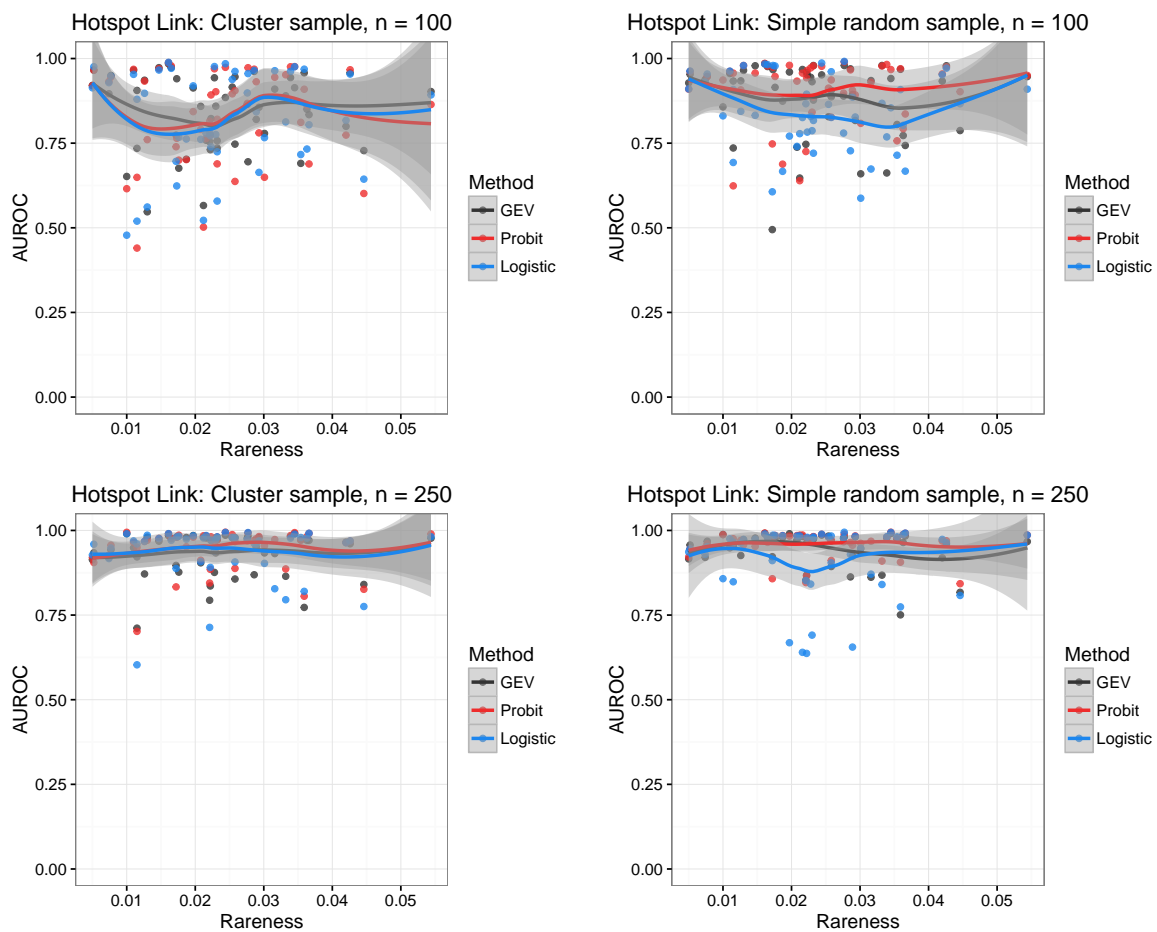 Hotspot Link: Cluster sample, n = 100
1.00
0.75
0.50
0.25
0.00
AUROC
0.01 0.02 0.03 0.04 0.05
Rareness
Method
GEV
Probit
Logistic
Hotspot Link: Simple random sample, n = 100
1.00
0.75
0.50
0.25
0.00
AUROC
0.01 0.02 0.03 0.04 0.05
Rareness
Method
GEV
Probit
Logistic
Hotspot Link: Cluster sample, n = 250
1.00
0.75
0.50
0.25
0.00
AUROC
0.01 0.02 0.03 0.04 0.05
Rareness
Method
GEV
Probit
Logistic
Hotspot Link: Simple random sample, n = 250
1.00
0.75
0.50
0.25
0.00
AUROC
0.01 0.02 0.03 0.04 0.05
Rareness
Method
GEV
Probit
Logistic